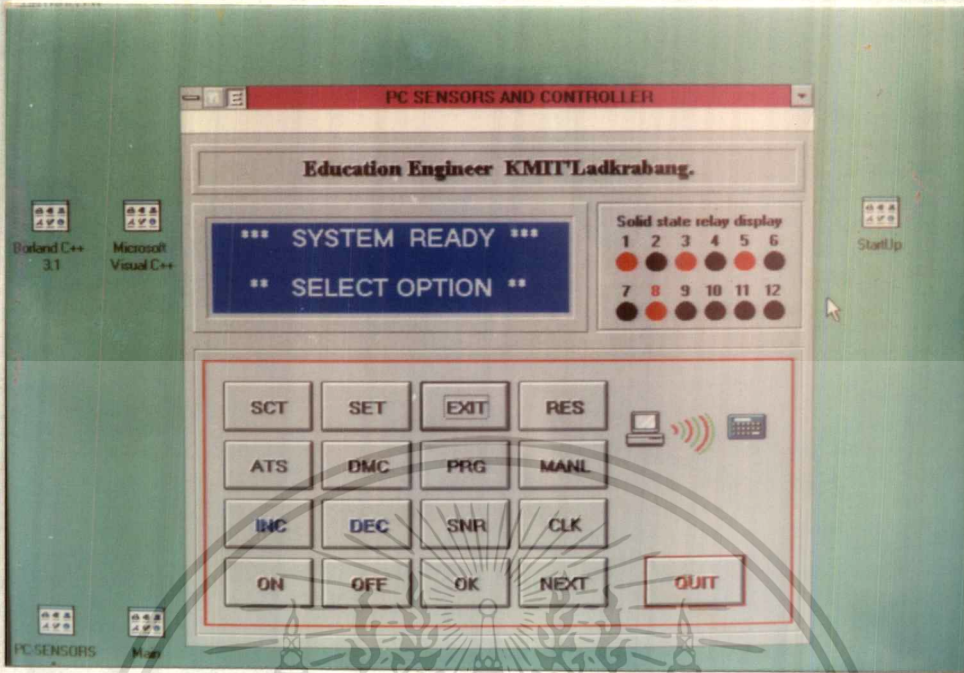 PC SENSORS AND CONTROLLER
Education Engineer KMIT'Ladkrabang.
*** SYSTEM READY ***
** SELECT OPTION **
Solid state relay display
1 2 3 4 5 6
7 8 9 10 11 12
Borland C++
3.1
Microsoft
Visual C++
StartUp
SCT SET EXIT RES
ATS DMC PRG MANL
INC DEC SNR CLK
ON OFF OK NEXT QUIT
PC SENSORS
Main